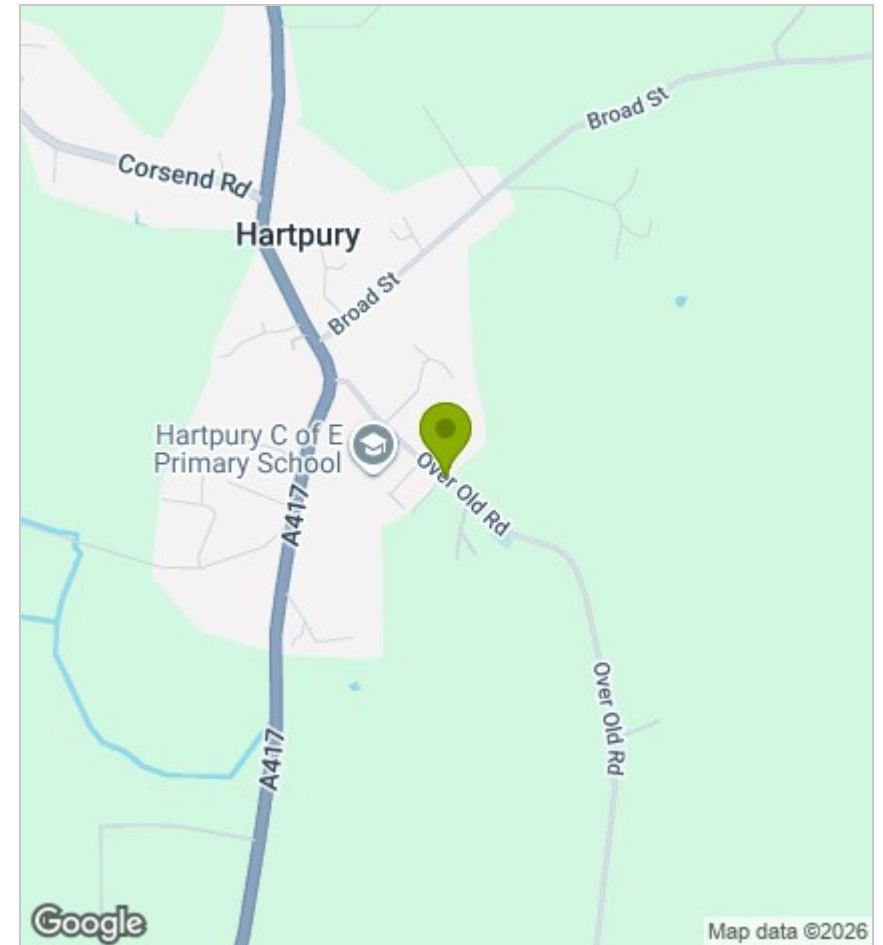 Broad St
Corsend Rd
Hartpury
Broad St
Hartpury C of E
Primary School
Over Old Rd
A417
Over Old Rd
A417
Google
Map data ©2026